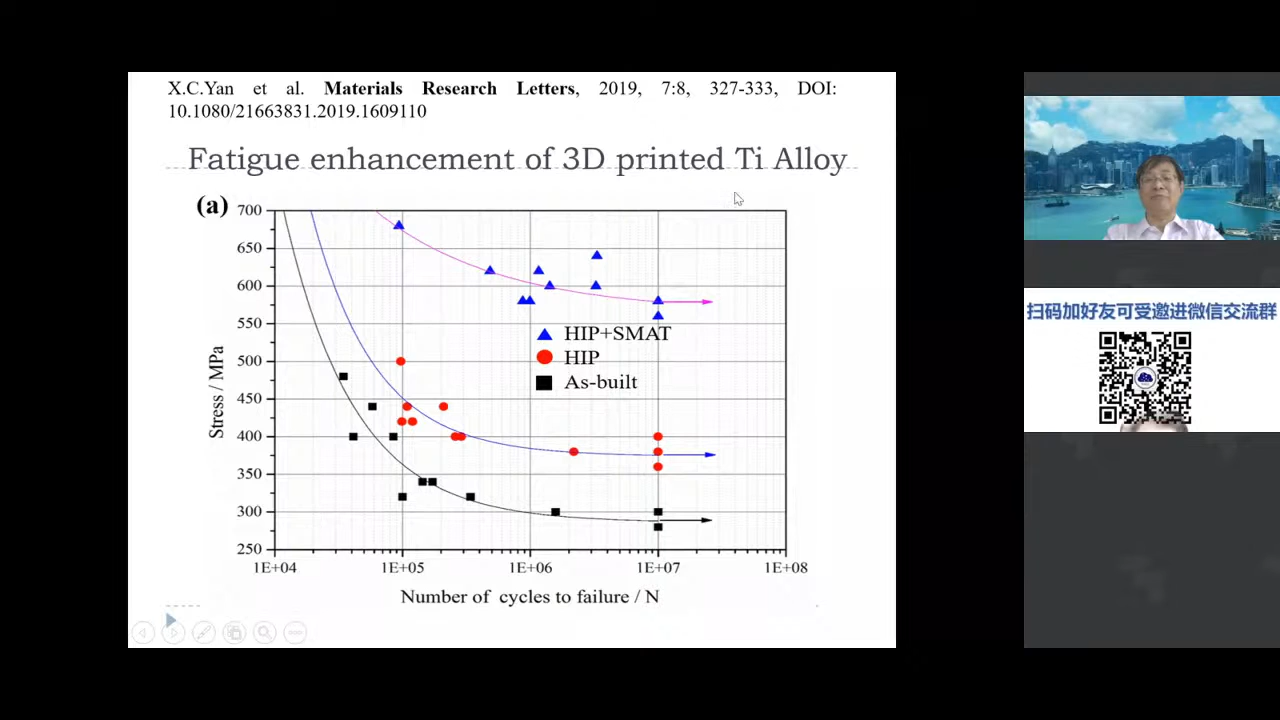 X.C.Yan et al. Materials Research Letters, 2019, 7:8, 327-333, DOI:
10.1080/21663831.2019.1609110
Fatigue enhancement of 3D printed Ti Alloy
(a)
700
650
600
550
500
450
400
350
300
250
Stress / MPa
HIP+SMAT
HIP
As-built
1E+04 1E+05 1E+06 1E+07 1E+08
Number of cycles to failure / N
扫码加好友可受邀进微信交流群